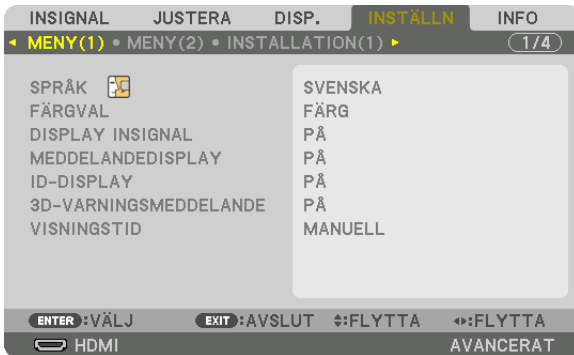 INSIGNAL JUSTERA DISP. INSTÄLLN INFO
MENY(1) • MENY(2) • INSTALLATION(1) 1/4
SPRÅK SVENSKA
FÄRGVAL FÄRG
DISPLAY INSIGNAL PÅ
MEDDELANDEDISPLAY PÅ
ID-DISPLAY PÅ
3D-VARNINGSMEDDELANDE PÅ
VISNINGSTID MANUELL
ENTER :VÄLJ EXIT :AVSLUT :FLYTTA :FLYTTA
HDMI AVANCERAT